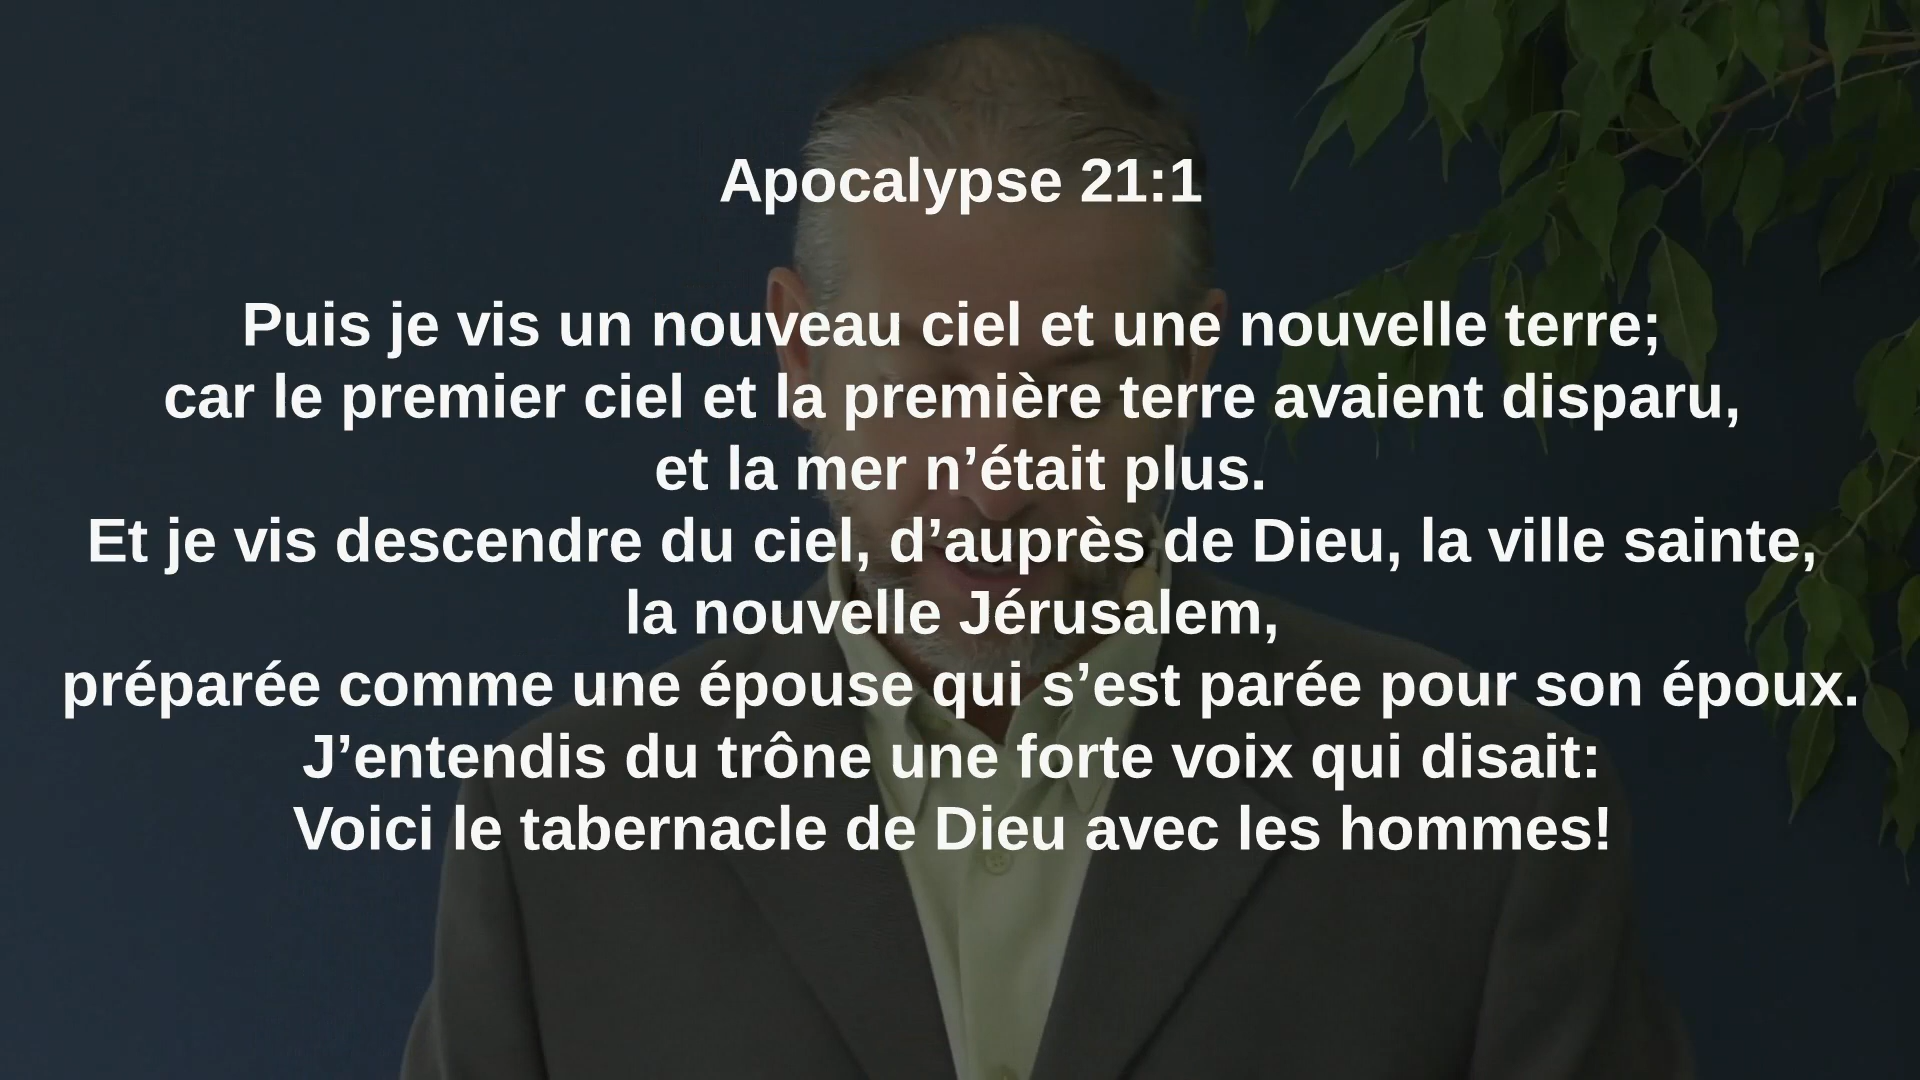 Apocalypse 21:1
Puis je vis un nouveau ciel et une nouvelle terre;
car le premier ciel et la première terre avaient disparu,
et la mer n’était plus.
Et je vis descendre du ciel, d’auprès de Dieu, la ville sainte,
la nouvelle Jérusalem,
préparée comme une épouse qui s’est parée pour son époux.
J’entendis du trône une forte voix qui disait:
Voici le tabernacle de Dieu avec les hommes!